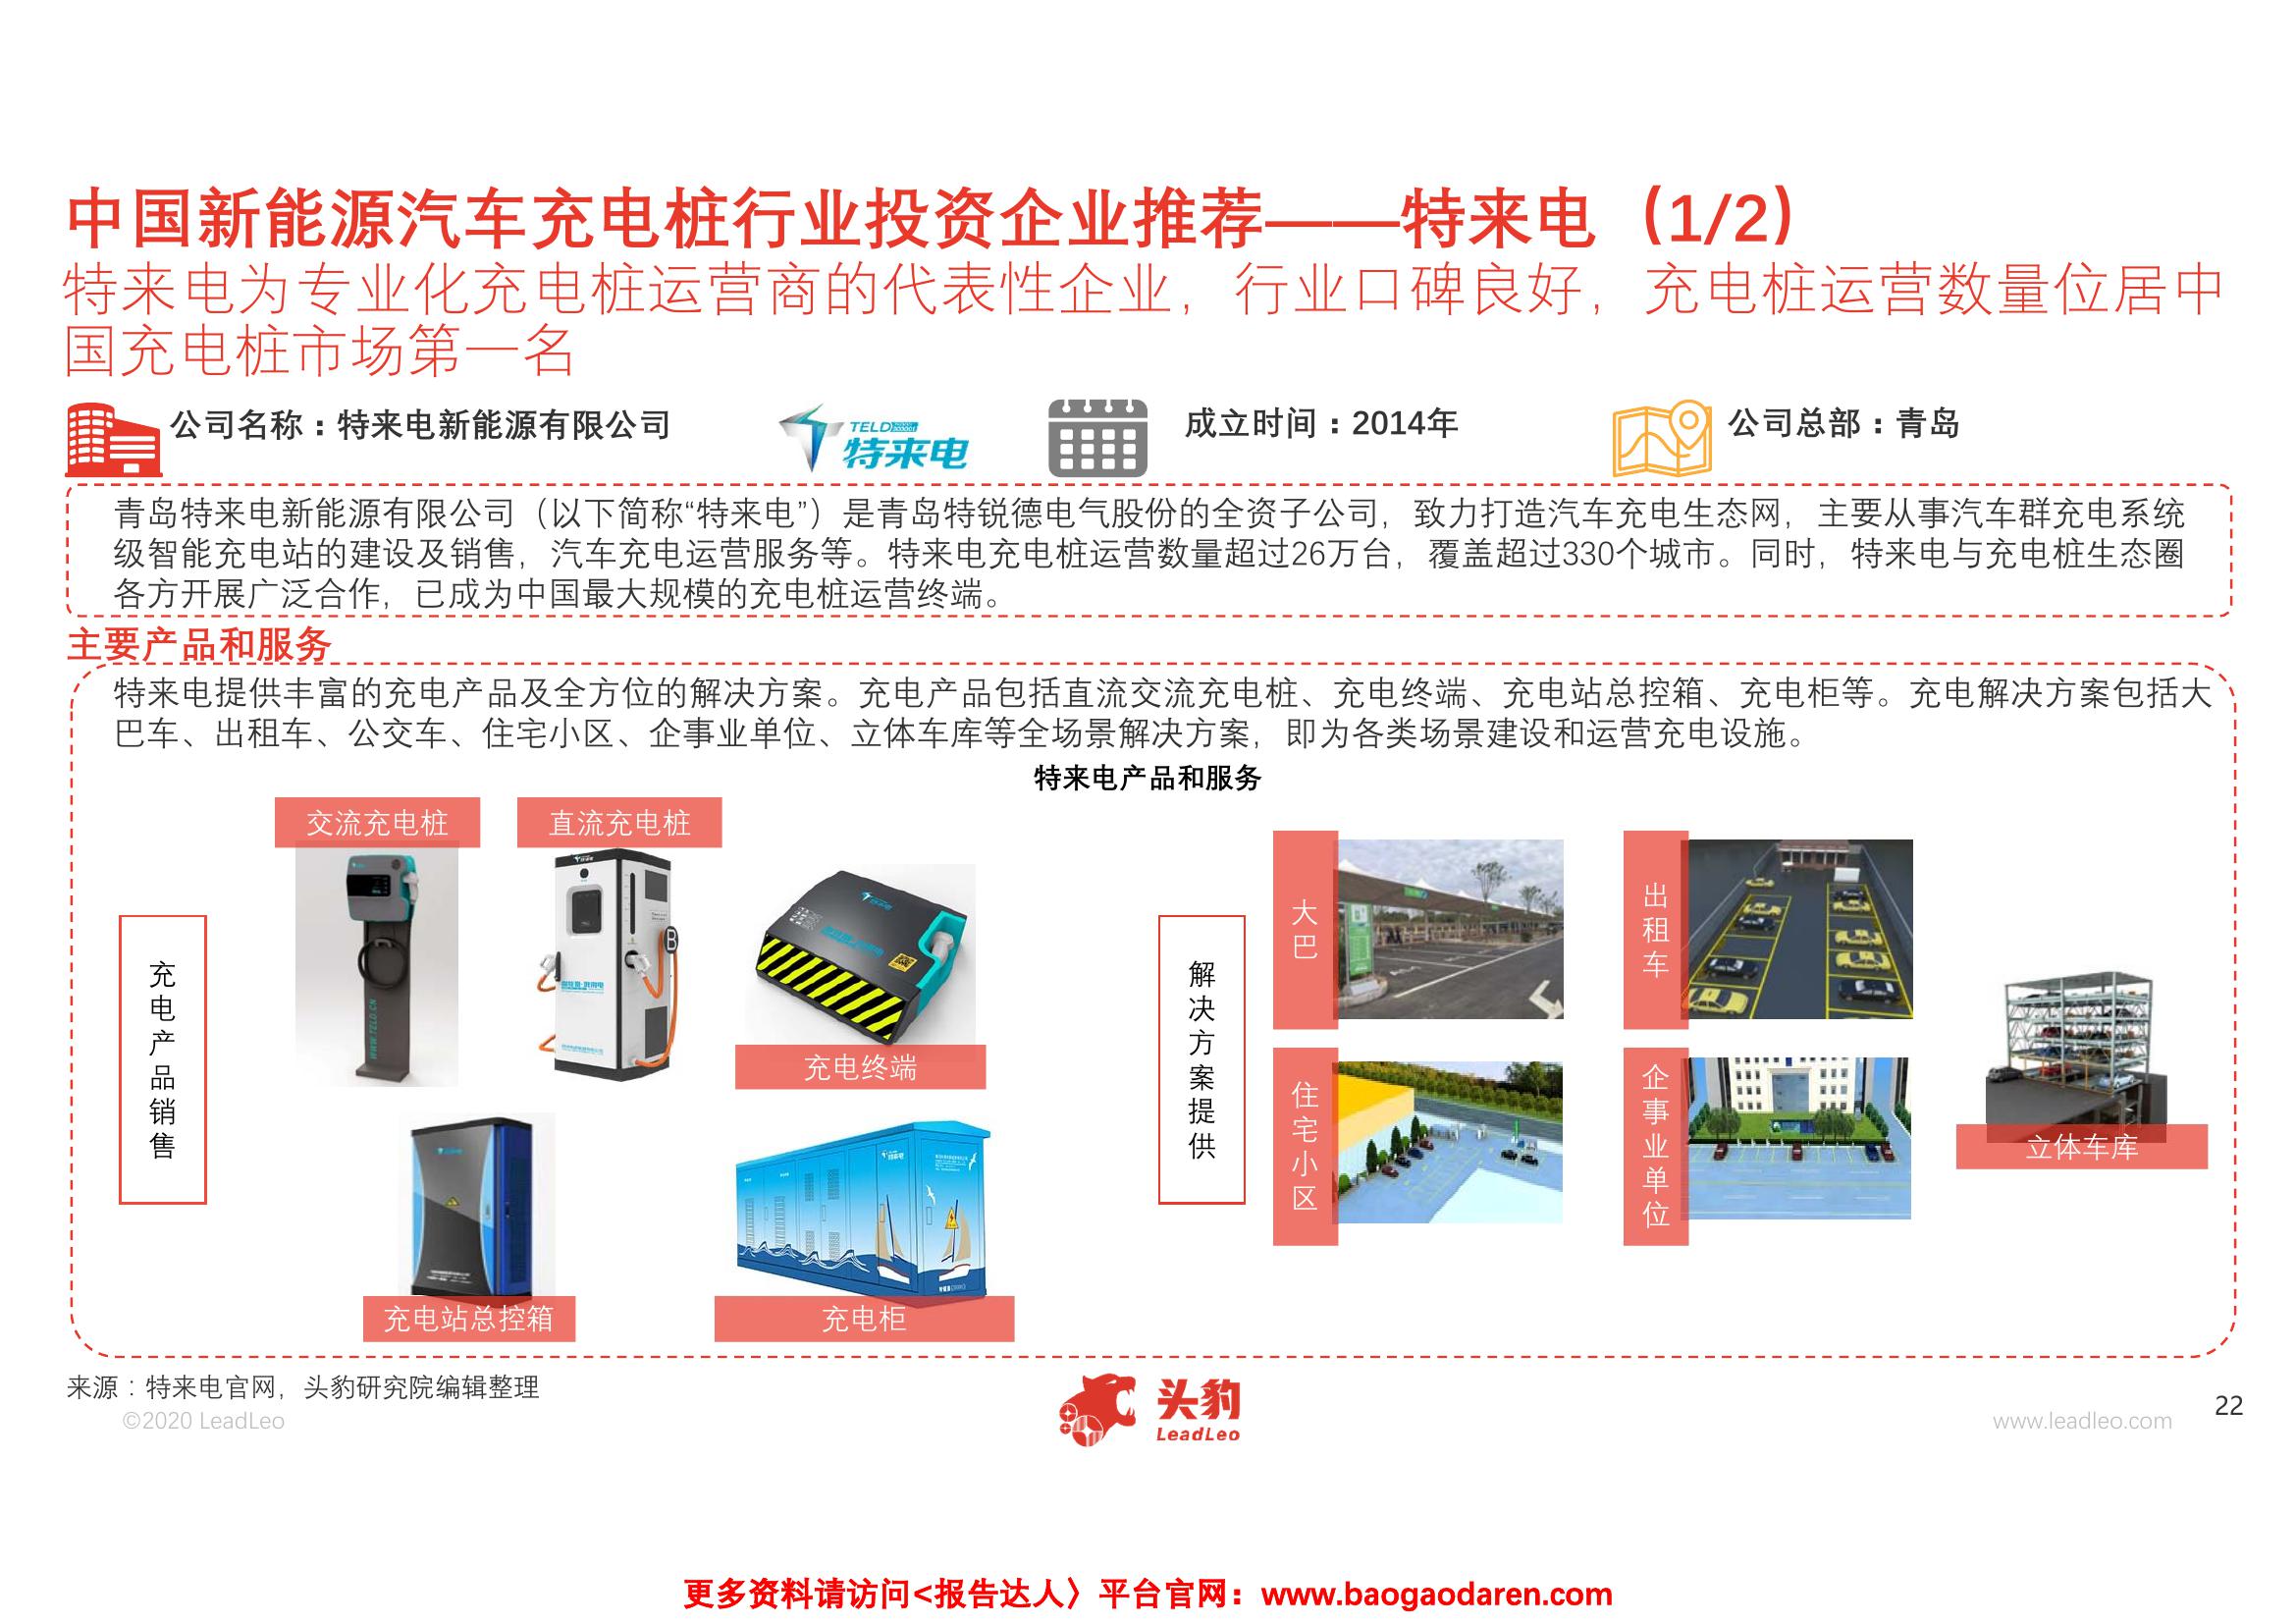 中国新能源汽车充电桩行业投资企业推荐——特来电（1/2）
特来电为专业化充电桩运营商的代表性企业，行业口碑良好，充电桩运营数量位居中
国充电桩市场第一名
公司名称：特来电新能源有限公司
TELD
特来电
成立时间：2014年
公司总部：青岛
青岛特来电新能源有限公司（以下简称“特来电”）是青岛特锐德电气股份的全资子公司，致力打造汽车充电生态网，主要从事汽车群充电系统
级智能充电站的建设及销售，汽车充电运营服务等。特来电充电桩运营数量超过26万台，覆盖超过330个城市。同时，特来电与充电桩生态圈
各方开展广泛合作，已成为中国最大规模的充电桩运营终端。
主要产品和服务
特来电提供丰富的充电产品及全方位的解决方案。充电产品包括直流交流充电桩、充电终端、充电站总控箱、充电柜等。充电解决方案包括大
巴车、出租车、公交车、住宅小区、企事业单位、立体车库等全场景解决方案，即为各类场景建设和运营充电设施。
特来电产品和服务
充电产品销售
交流充电桩
WWW.TELD.CN
直流充电桩
B
充电终端
充电站总控箱
特来电
充电柜
解决方案提供
大巴
出租车
住宅小区
企事业单位
立体车库
来源：特来电官网，头豹研究院编辑整理
©2020 LeadLeo
头豹
LeadLeo
www.leadleo.com
22
更多资料请访问<报告达人〉平台官网：www.baogaodaren.com